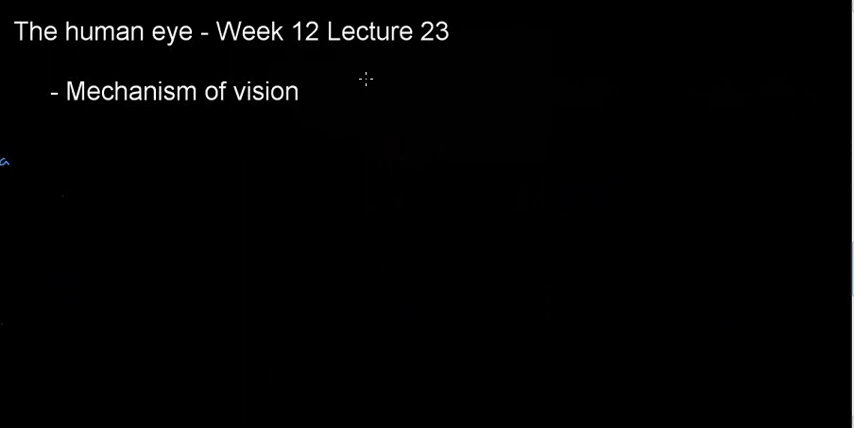 The human eye - Week 12 Lecture 23
- Mechanism of vision